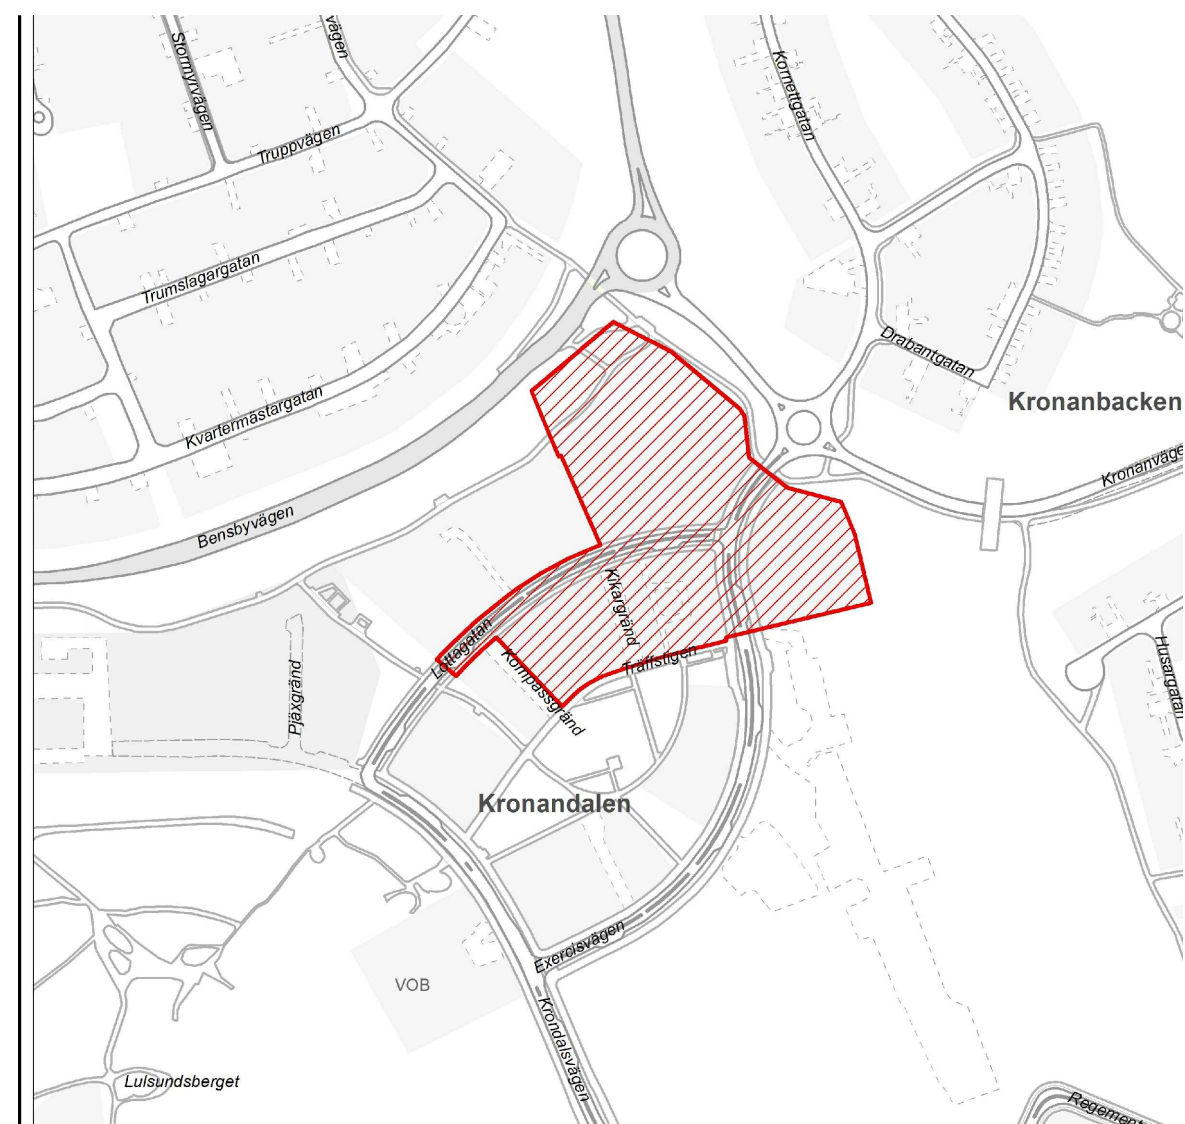 Stormyrvägen
vägen
Kornettgatan
Truppvägen
Trumslagargatan
Drabantgatan
Kronanbacken
Kvartermästargatan
Kronanväge
Bensbyvägen
Kikargränd
Lottagatan
Träffstigen
Kompassgränd
Pjäxgränd
Husargatan
Kronandalen
Exercisvägen
VOB
Krondalsvägen
Lulsundsberget
Regement